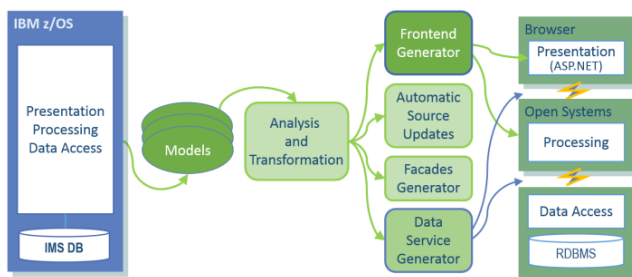 IBM z/OS
Presentation
Processing
Data Access
IMS DB
Models
Analysis
and
Transformation
Frontend
Generator
Automatic
Source
Updates
Facades
Generator
Data
Service
Generator
Browser
Presentation
(ASP.NET)
Open Systems
Processing
Data Access
RDBMS